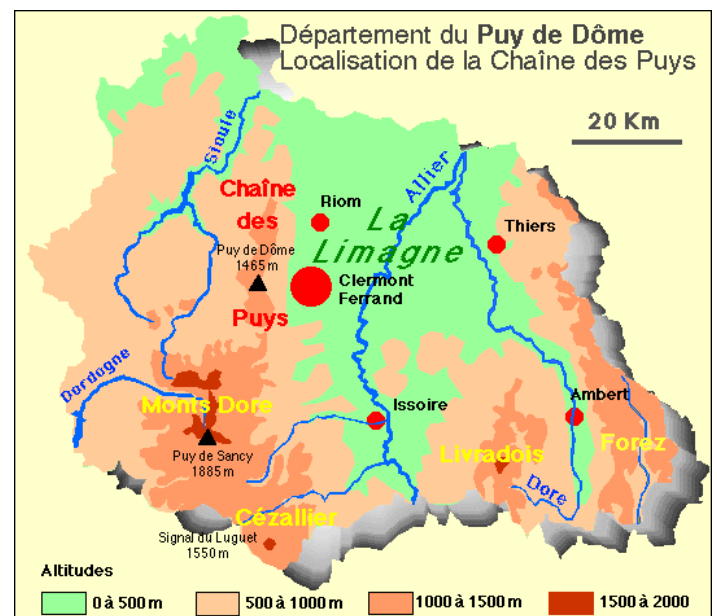 Département du Puy de Dôme
Localisation de la Chaîne des Puys
20 Km
Sioule
Allier
Chaîne
des
Puys
Riom
La
Limagne
Thiers
Puy de Dôme
1465 m
Clermont
Ferrand
Dordogne
Monts Dore
Issoire
Ambert
Puy de Sancy
1885 m
Livradois
Forez
Dore
Cézallier
Signal du Luguet
1550 m
Altitudes
0 à 500 m
500 à 1000 m
1000 à 1500 m
1500 à 2000